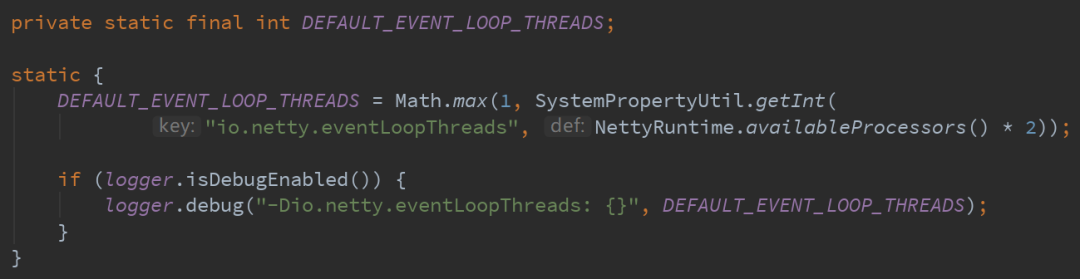 private static final int DEFAULT_EVENT_LOOP_THREADS;
static {
DEFAULT_EVENT_LOOP_THREADS = Math.max(1, SystemPropertyUtil.getInt(
key: "io.netty.eventLoopThreads", def: NettyRuntime.availableProcessors() * 2));
if (logger.isDebugEnabled()) {
logger.debug("-Dio.netty.eventLoopThreads: {}", DEFAULT_EVENT_LOOP_THREADS);
}
}